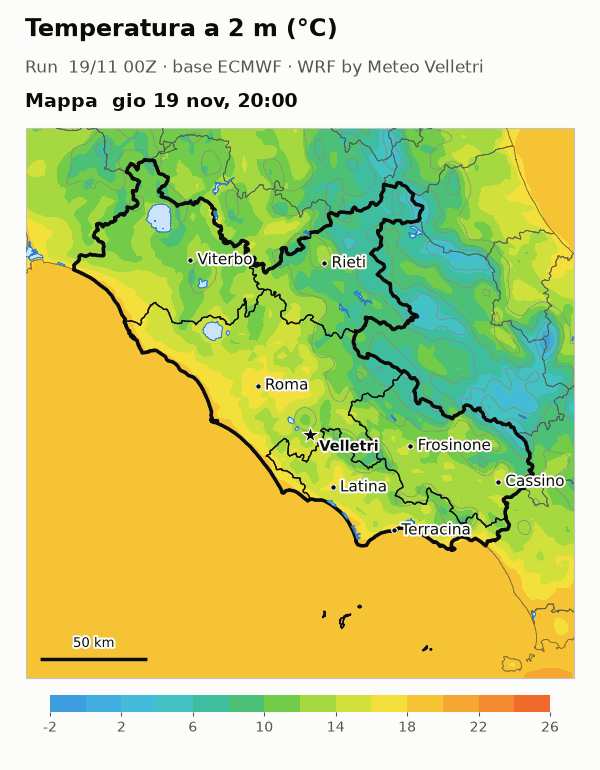 Temperatura a 2 m (°C)
Run  19/11 00Z · base ECMWF · WRF by Meteo Velletri
Mappa  gio 19 nov, 20:00
Viterbo
Rieti
Roma
Velletri
Frosinone
Cassino
Latina
Terracina
50 km
-2 2 6 10 14 18 22 26